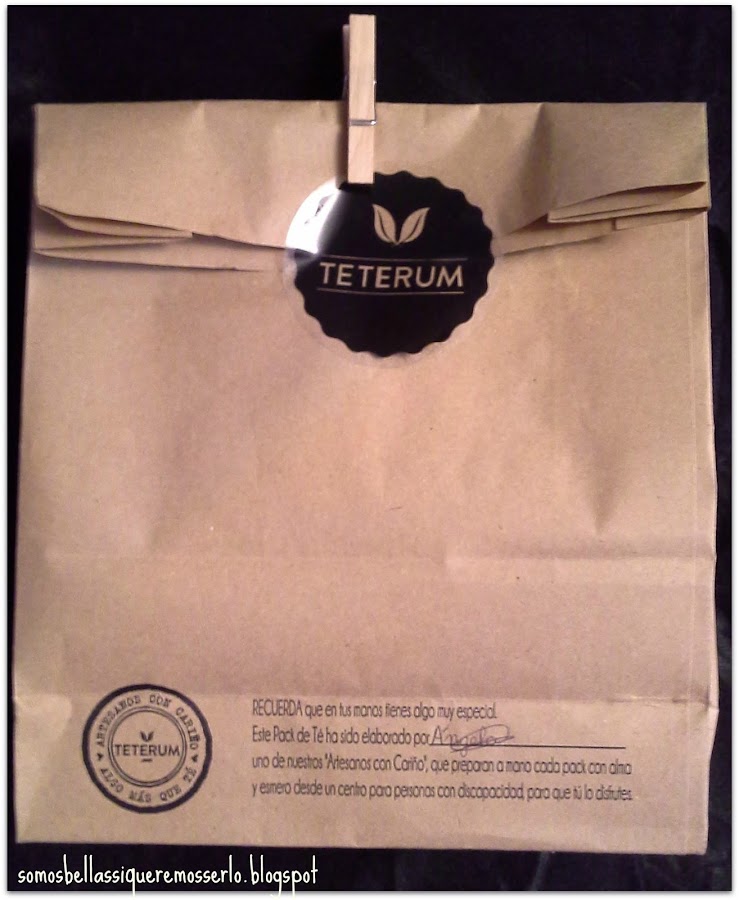 TETERUM
ARTESANOS CON CARIÑO
TETERUM
ALGO MÁS QUE TÉ
RECUERDA que en tus manos tienes algo muy especial.
Este Pack de Té ha sido elaborado por Angela
uno de nuestros "Artesanos con Cariño", que preparan a mano cada pack con alma
y esmero desde un centro para personas con discapacidad, para que tú lo disfrutes.
somosbellassiqueremosserlo.blogspot